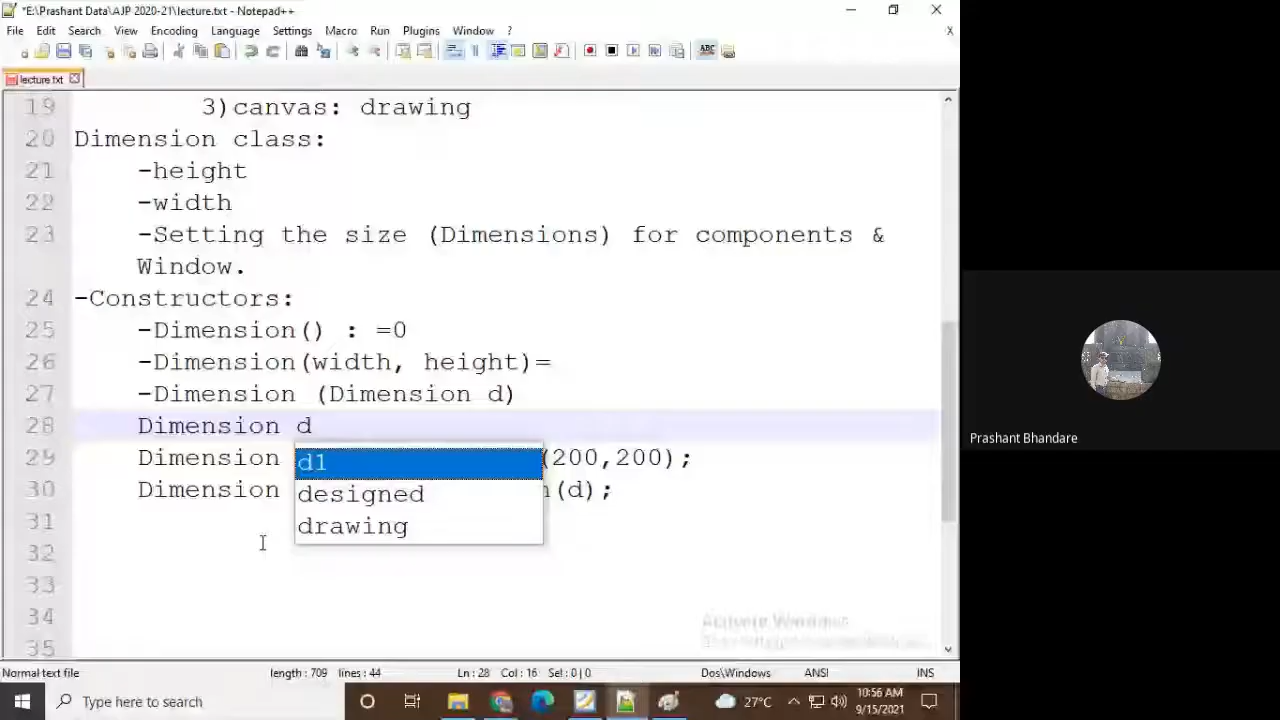 *E:\Prashant Data\AJP 2020-21\lecture.txt - Notepad++
File Edit Search View Encoding Language Settings Macro Run Plugins Window ? X
lecture.txt
19 3)canvas: drawing
20 Dimension class:
21 -height
22 -width
23 -Setting the size (Dimensions) for components &
Window.
24 -Constructors:
25 -Dimension() : =0
26 -Dimension(width, height)=
27 -Dimension (Dimension d)
28 Dimension d
29 Dimension (200,200);
30 Dimension (d);
d1
designed
drawing
31
32
33
34
35
Activate Windows
Normal text file length : 709 lines : 44 Ln : 28 Col : 16 Sel : 0 | 0 Dos\Windows ANSI INS
Type here to search 27°C 10:56 AM
9/15/2021
Prashant Bhandare